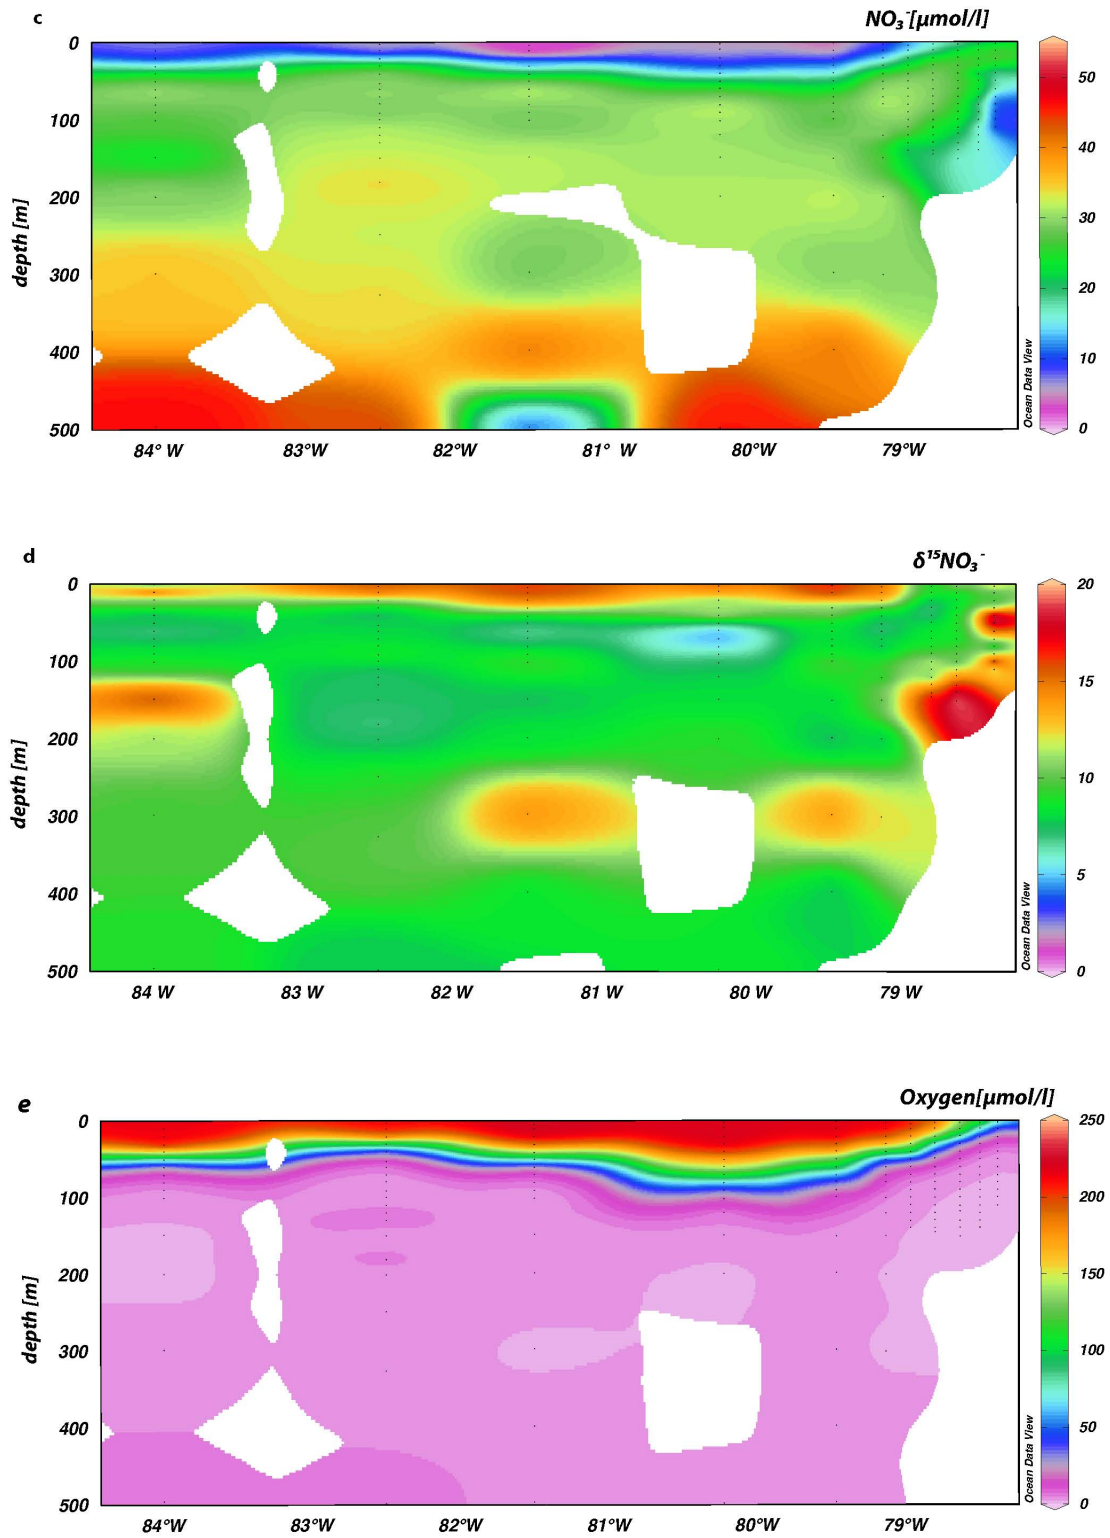 c
NO₃⁻[µmol/l]
0
100
200
300
400
500
depth [m]
84° W
83°W
82°W
81° W
80°W
79°W
50
40
30
20
10
0
Ocean Data View
d
δ¹⁵NO₃⁻
0
100
200
300
400
500
depth [m]
84 W
83 W
82 W
81 W
80 W
79 W
20
15
10
5
0
Ocean Data View
e
Oxygen[µmol/l]
0
100
200
300
400
500
depth [m]
84°W
83°W
82°W
81°W
80°W
79°W
250
200
150
100
50
0
Ocean Data View